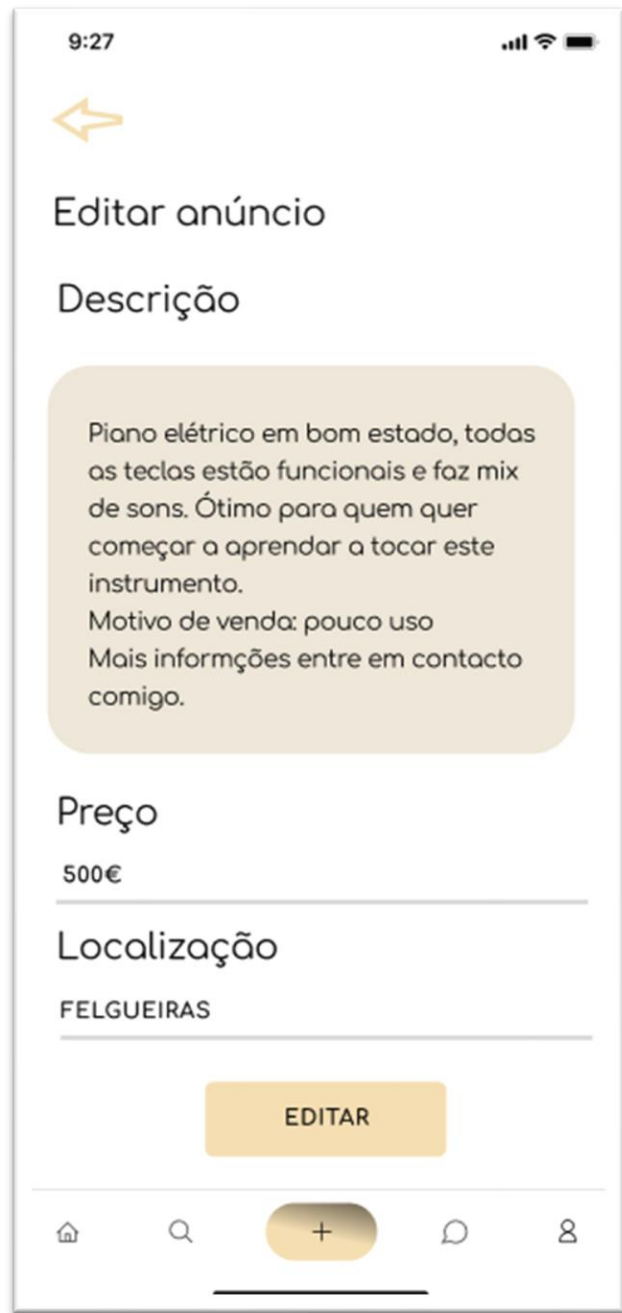 9:27
Editar anúncio
Descrição
Piano elétrico em bom estado, todas
as teclas estão funcionais e faz mix
de sons. Ótimo para quem quer
começar a aprendar a tocar este
instrumento.
Motivo de venda: pouco uso
Mais informções entre em contacto
comigo.
Preço
500€
Localização
FELGUEIRAS
EDITAR